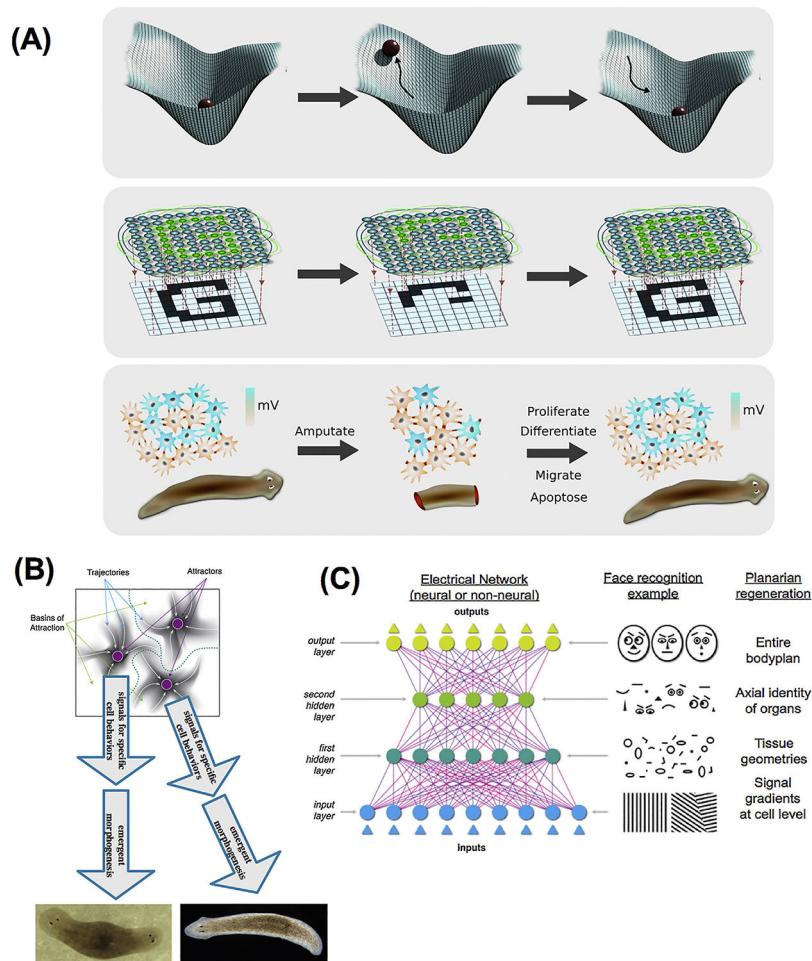 (A)
mV
Amputate
Proliferate
Differentiate
Migrate
Apoptose
mV
(B)
Trajectories
Attractors
Basins of
Attraction
signals for specific
cell behaviors
signals for specific
cell behaviors
emergent
morphogenesis
emergent
morphogenesis
(C)
Electrical Network
(neural or non-neural)
Face recognition
example
Planarian
regeneration
outputs
output
layer
Entire
bodyplan
second
hidden
layer
Axial identity
of organs
first
hidden
layer
Tissue
geometries
input
layer
Signal
gradients
at cell level
inputs